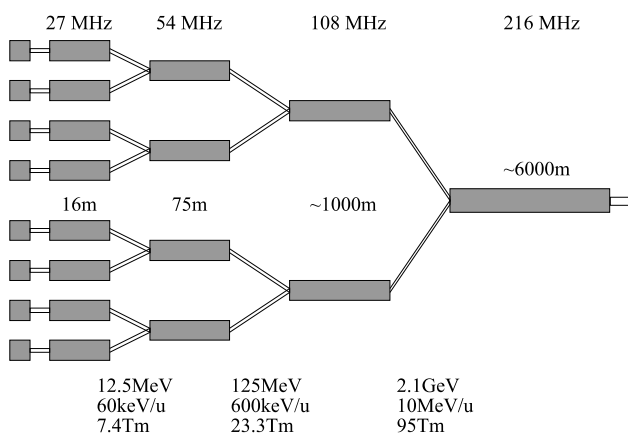 27 MHz 54 MHz 108 MHz 216 MHz
~6000m
16m 75m ~1000m
12.5MeV 125MeV 2.1GeV
60keV/u 600keV/u 10MeV/u
7.4Tm 23.3Tm 95Tm